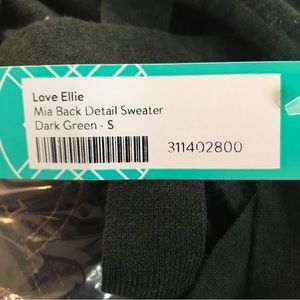 Love Ellie
Mia Back Detail Sweater
Dark Green - S
311402800